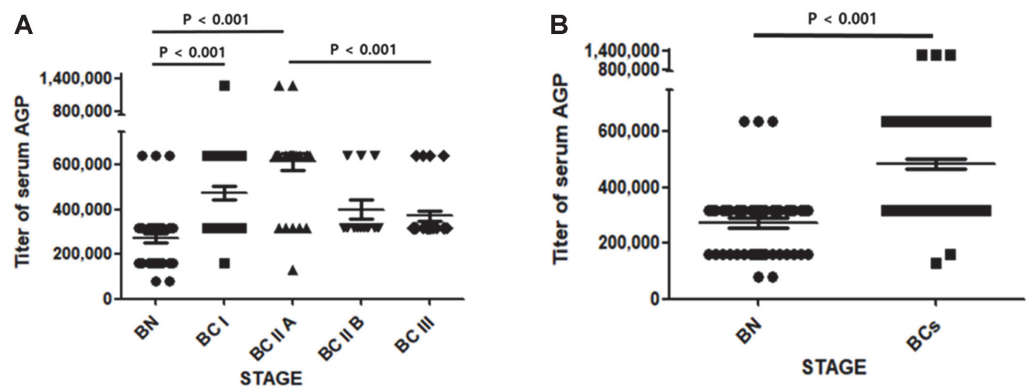 A
P < 0.001
P < 0.001
P < 0.001
Titer of serum AGP
1,400,000
800,000
600,000
400,000
200,000
0
BN
BC I
BC II A
BC II B
BC III
STAGE
B
P < 0.001
Titer of serum AGP
1,400,000
800,000
600,000
400,000
200,000
0
BN
BCs
STAGE